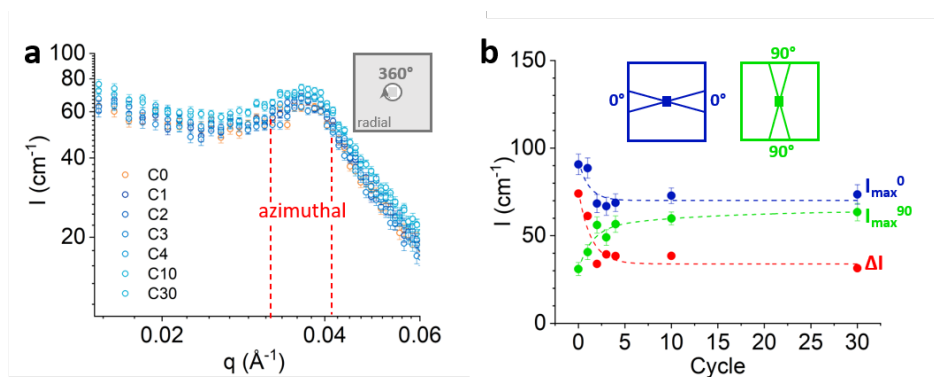 a
I (cm⁻¹)
100
80
60
40
20
360°
radial
C0
C1
C2
C3
C4
C10
C30
azimuthal
0.02
0.04
0.06
q (Å⁻¹)
b
I (cm⁻¹)
150
100
50
0
0°
0°
90°
90°
Imax⁰
Imax⁹⁰
ΔI
0
5
10
15
20
25
30
Cycle